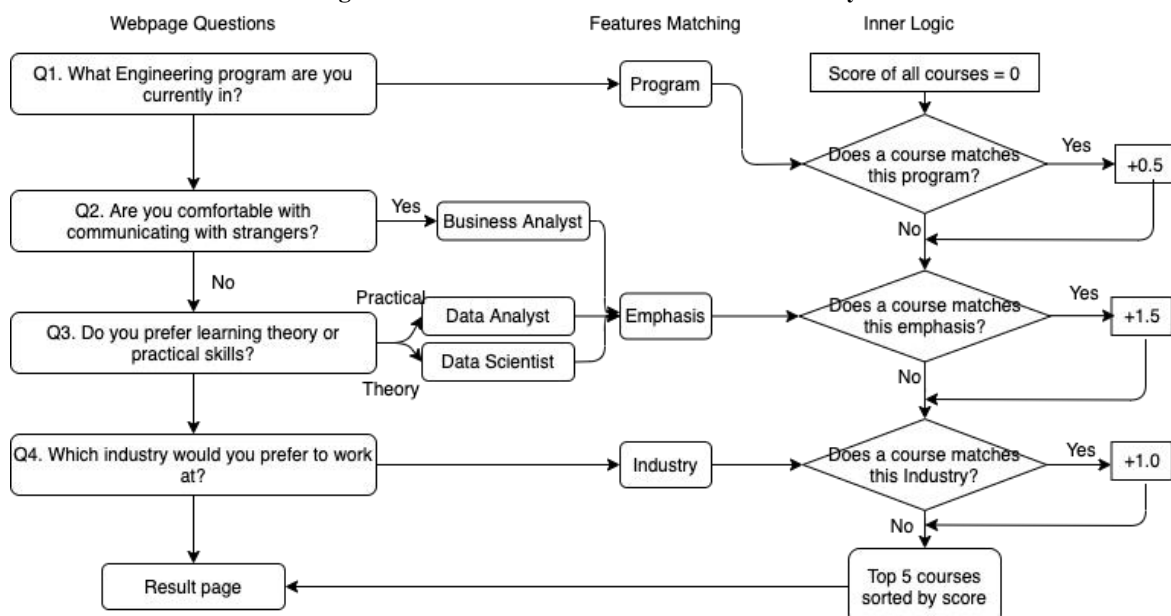 Webpage Questions
Features Matching
Inner Logic
Q1. What Engineering program are you
currently in?
Program
Score of all courses = 0
Does a course matches
this program?
Yes
+0.5
No
Q2. Are you comfortable with
communicating with strangers?
Yes
Business Analyst
No
Q3. Do you prefer learning theory or
practical skills?
Practical
Data Analyst
Data Scientist
Theory
Emphasis
Does a course matches
this emphasis?
Yes
+1.5
No
Q4. Which industry would you prefer to work
at?
Industry
Does a course matches
this Industry?
Yes
+1.0
No
Result page
Top 5 courses
sorted by score